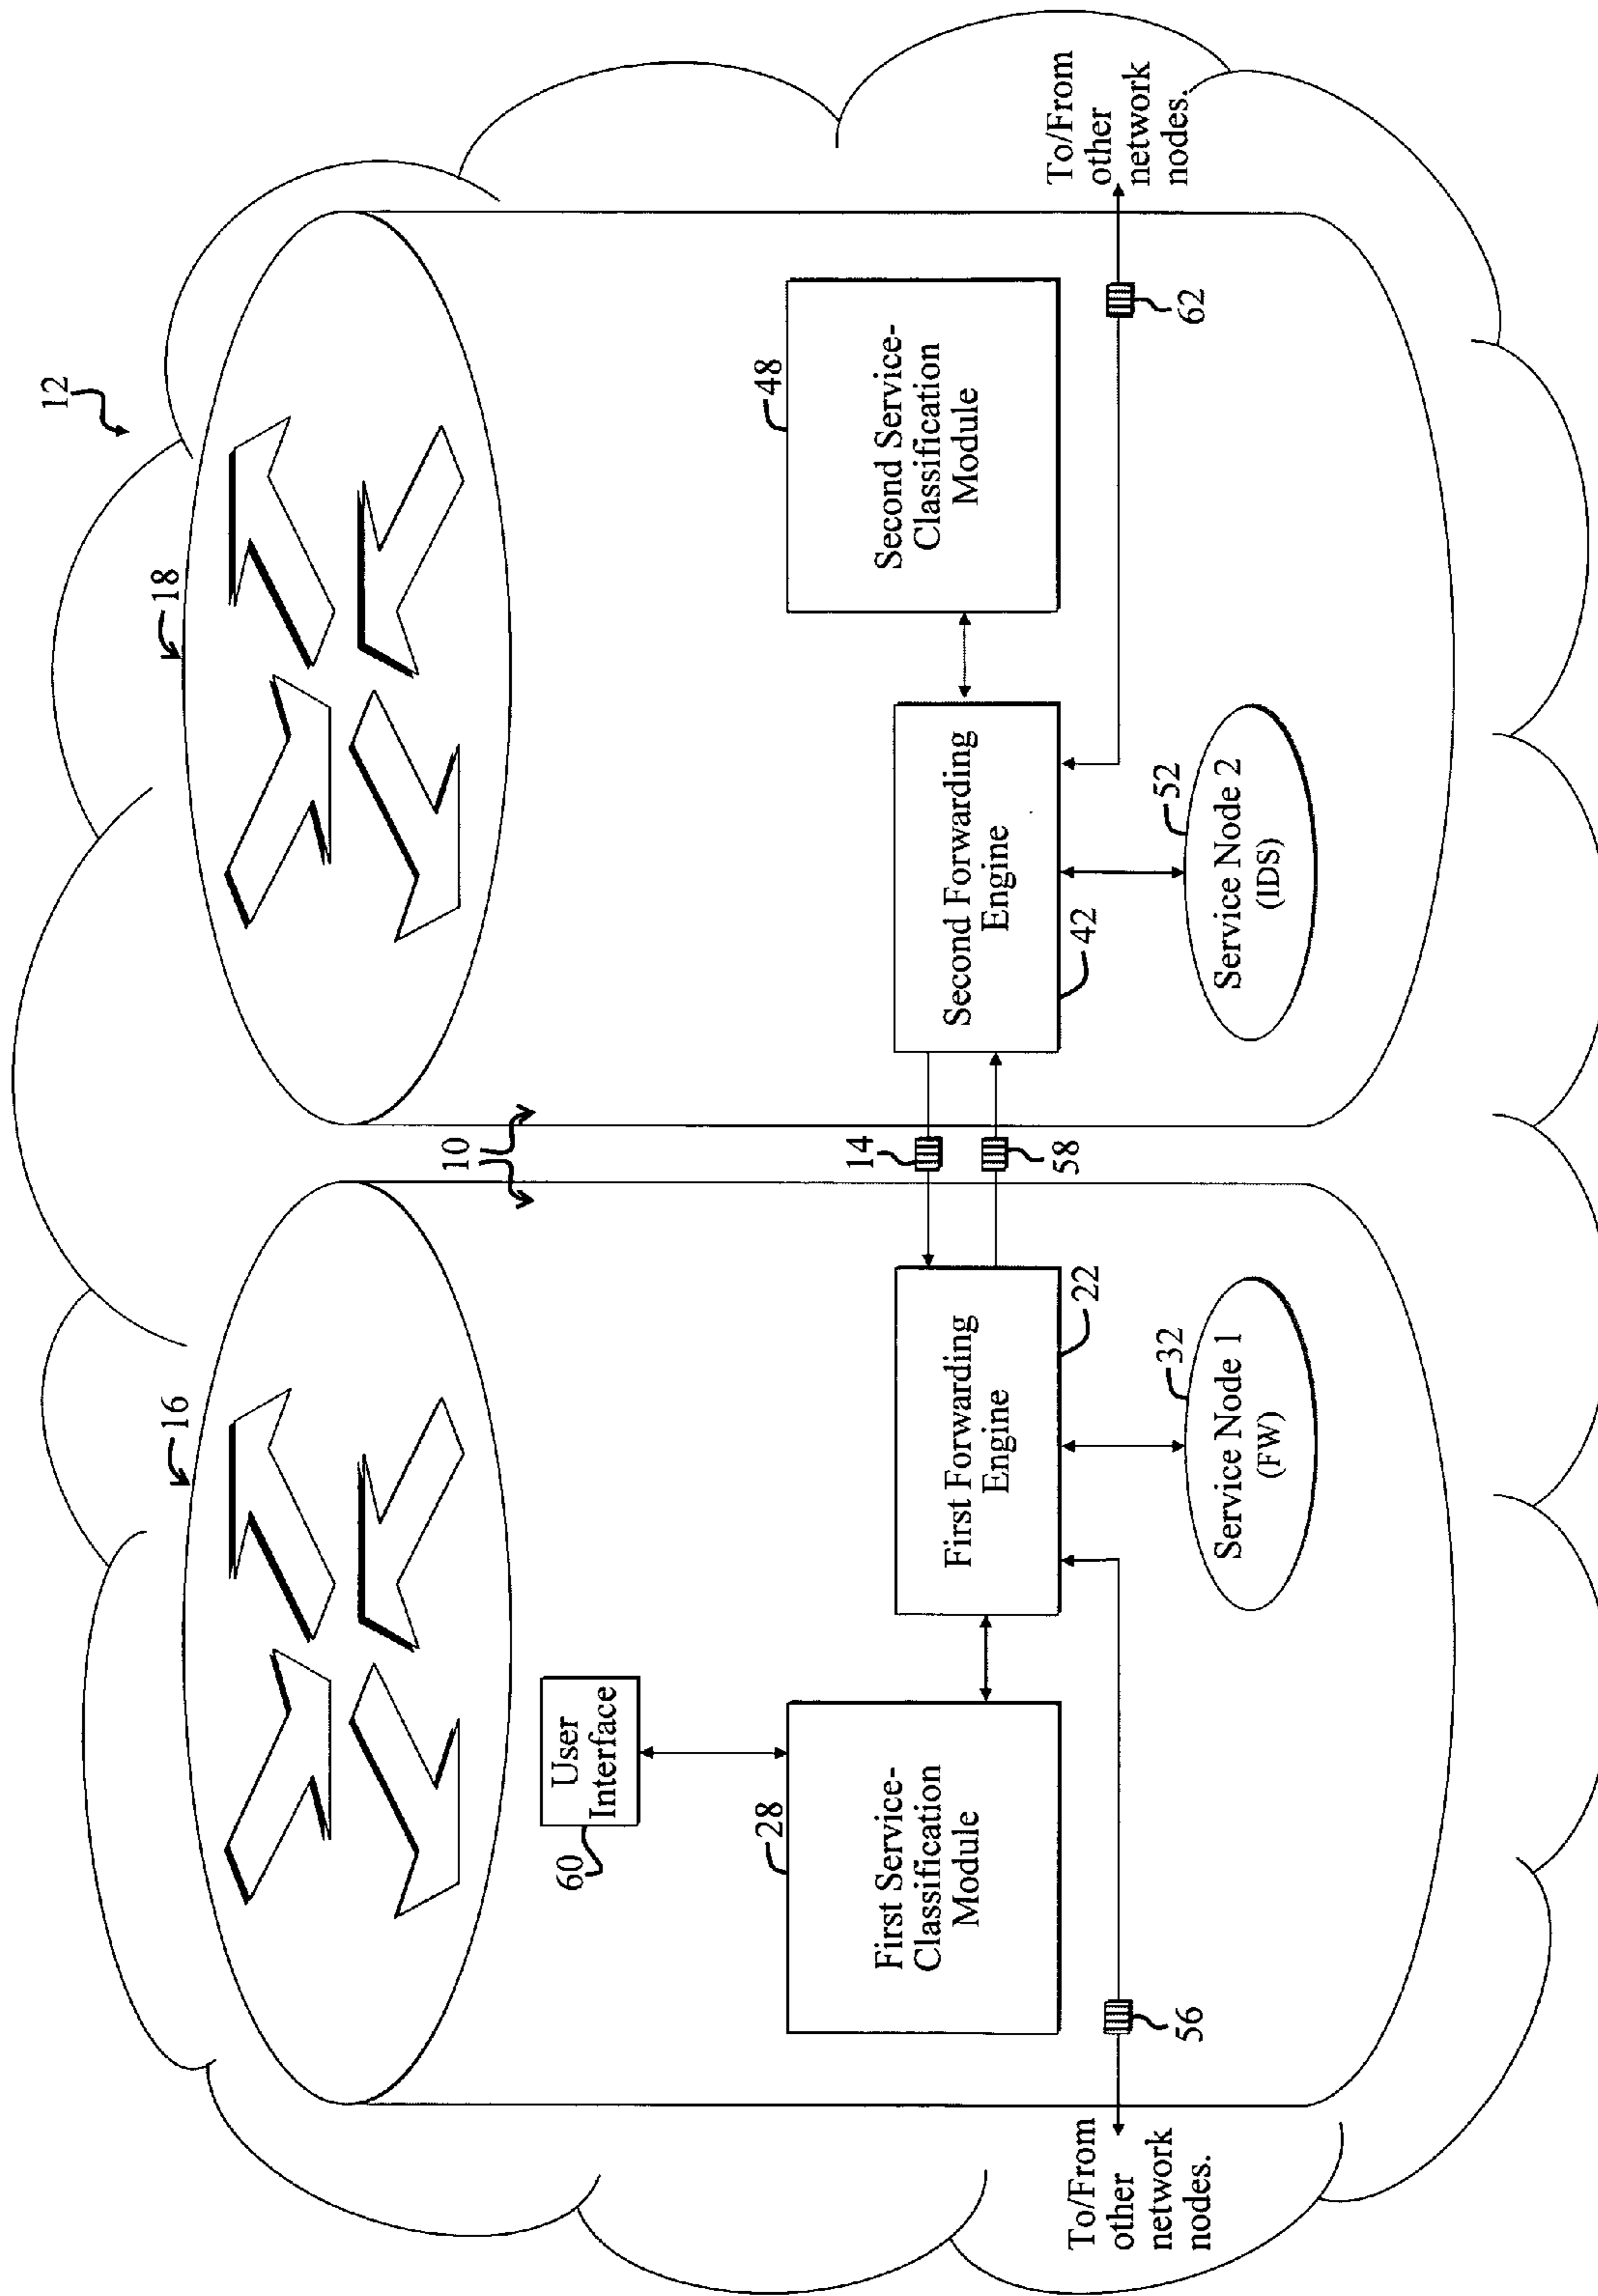 12
16
18
10
User
Interface
60
28
First Service-
Classification
Module
48
Second Service-
Classification
Module
First Forwarding
Engine
22
14
58
Second Forwarding
Engine
42
To/From
other
network
nodes.
56
32
Service Node 1
(FW)
52
Service Node 2
(IDS)
62
To/From
other
network
nodes.